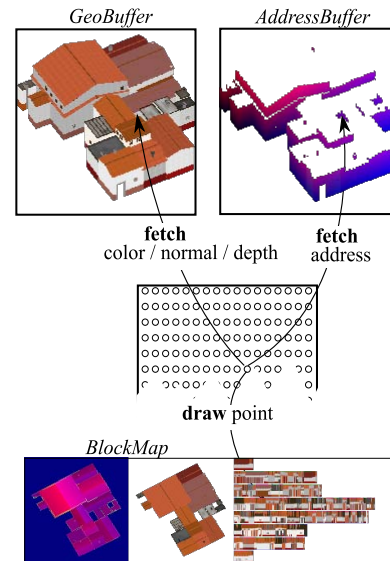 GeoBuffer
AddressBuffer
fetch
color / normal / depth
fetch
address
draw point
BlockMap